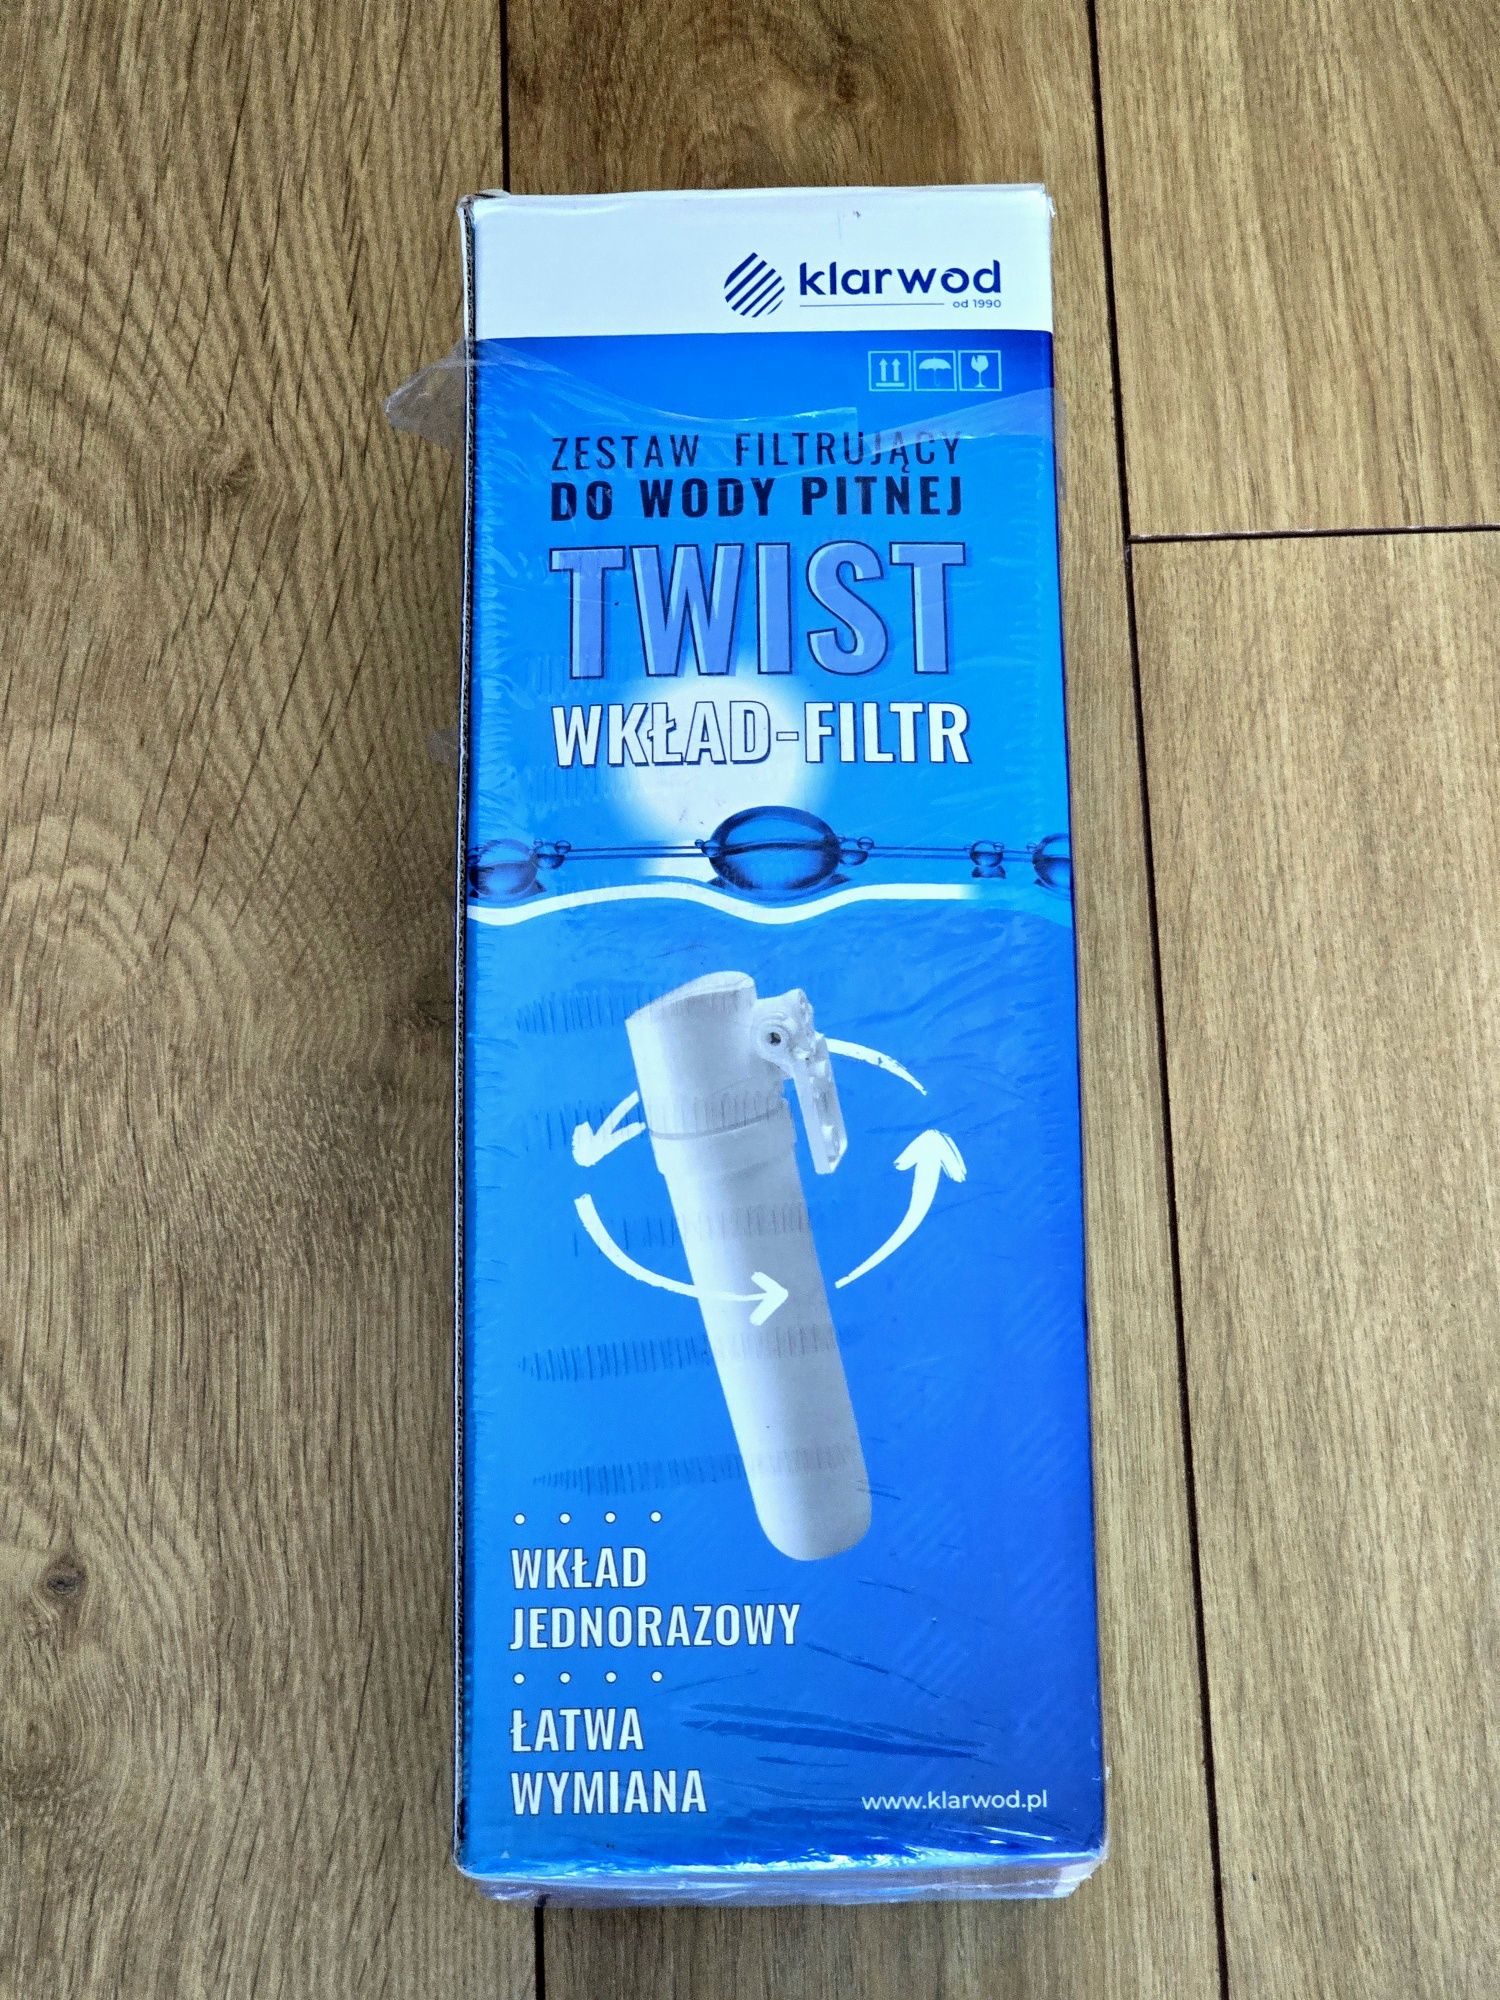 klarwod
od 1990
ZESTAW FILTRUJĄCY
DO WODY PITNEJ
TWIST
WKŁAD-FILTR
WKŁAD
JEDNORAZOWY
ŁATWA
WYMIANA
www.klarwod.pl